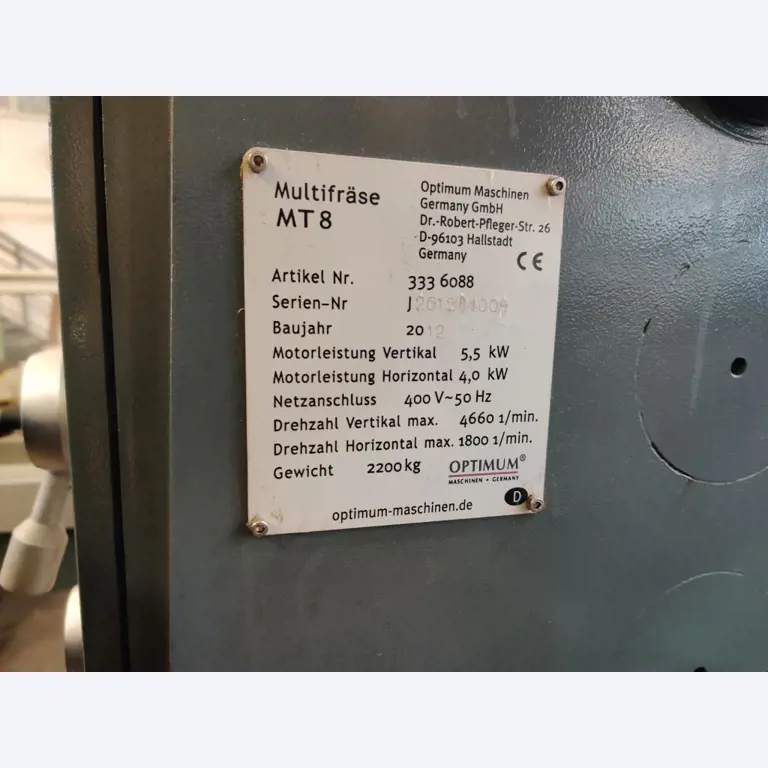 Multifräse
MT 8
Optimum Maschinen
Germany GmbH
Dr.-Robert-Pfleger-Str. 26
D-96103 Hallstadt
Germany
CE
Artikel Nr. 333 6088
Serien-Nr
Baujahr 2012
Motorleistung Vertikal 5,5 kW
Motorleistung Horizontal 4,0 kW
Netzanschluss 400 V~50 Hz
Drehzahl Vertikal max. 4660 1/min.
Drehzahl Horizontal max. 1800 1/min.
Gewicht 2200 kg
OPTIMUM®
MASCHINEN - GERMANY
optimum-maschinen.de
D